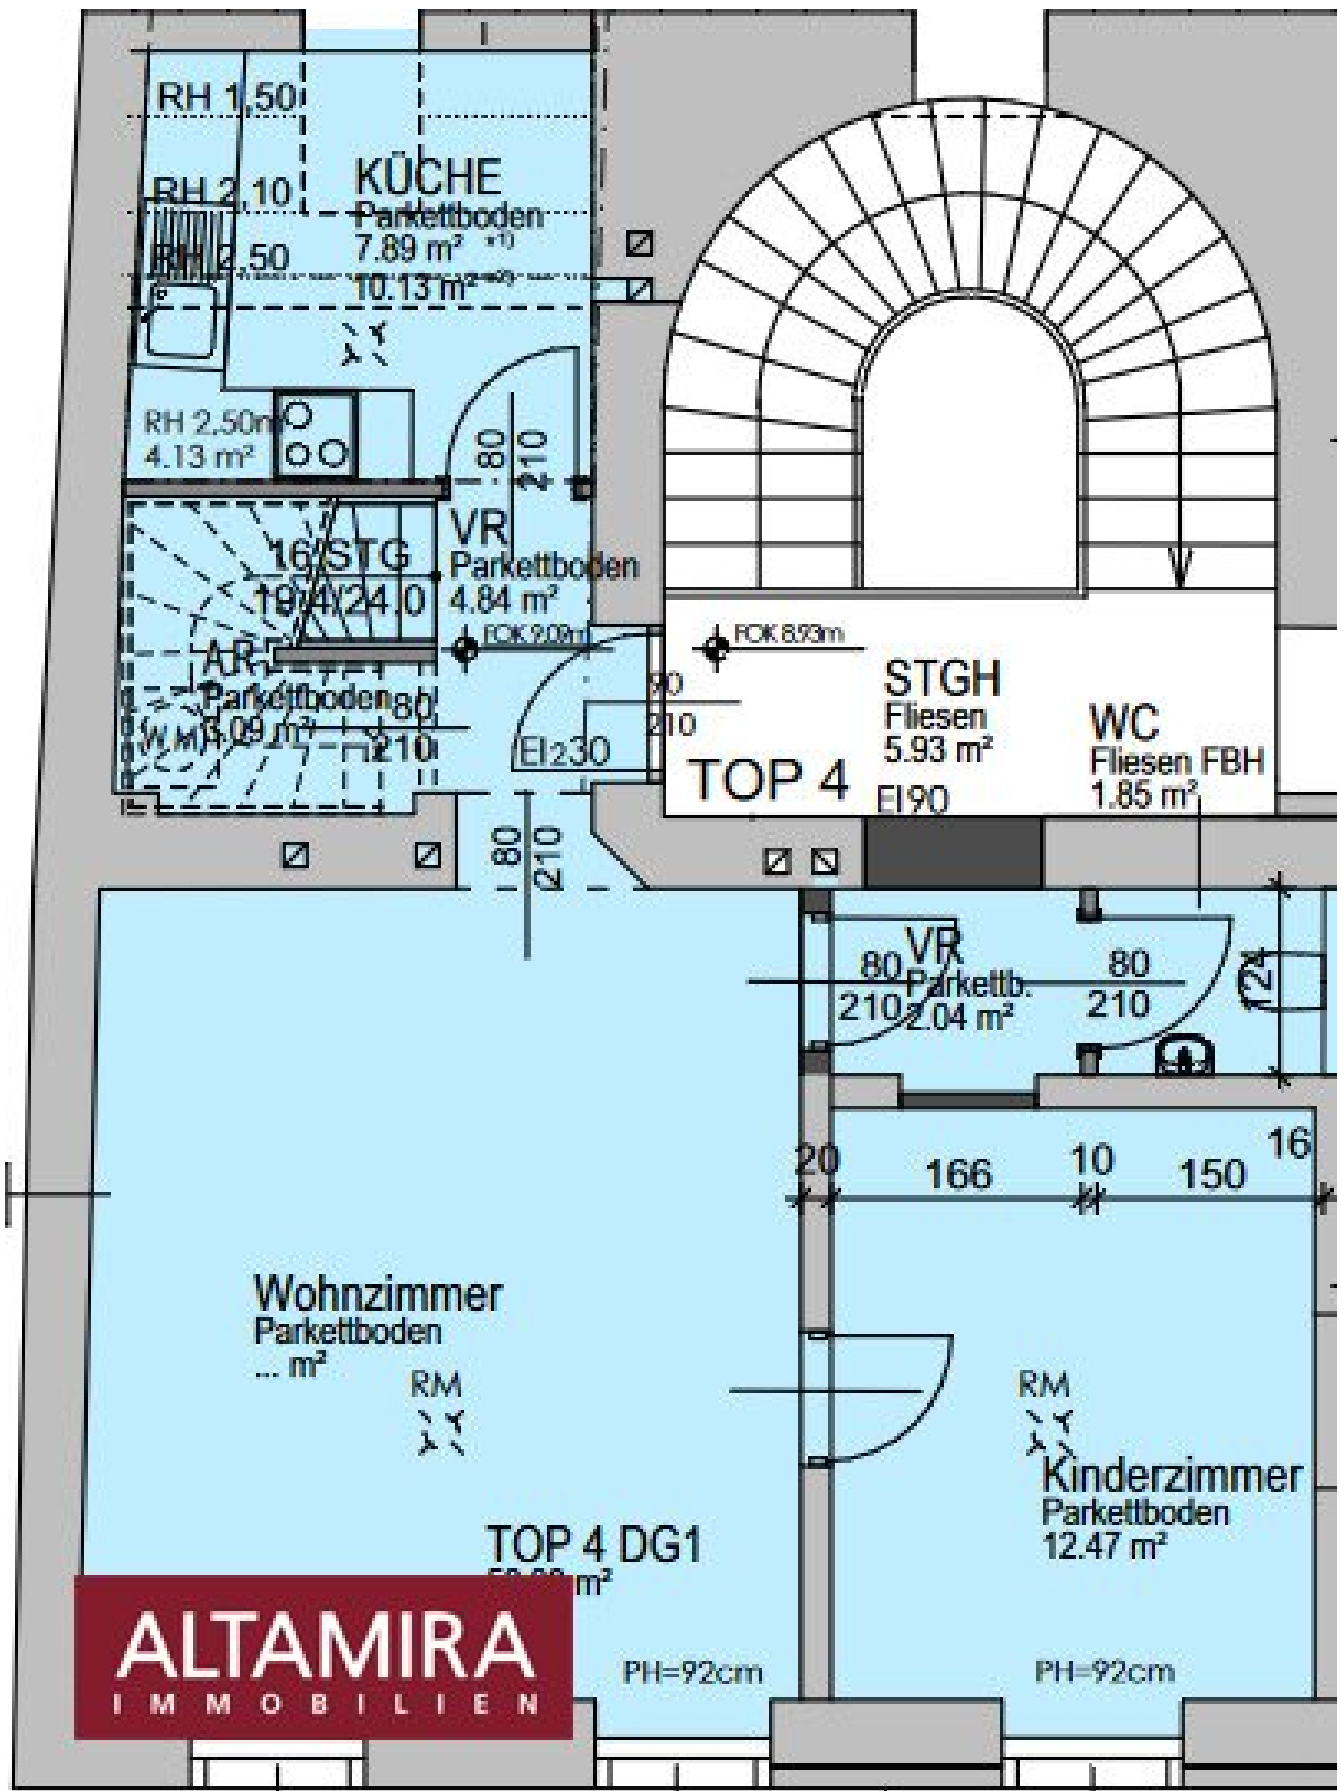 RH 1,50
RH 2,10
RH 2,50
KÜCHE
Parkettboden
7.89 m² *1)
10.13 m²
RH 2.50m
4.13 m²
80
210
VR
Parkettboden
4.84 m²
16 STG
19.4/24.0
FOK 9.09m
FOK 8.93m
AR
Parkettboden
3.09 m²
W.M.
80
210
EI₂30
90
210
STGH
Fliesen
5.93 m²
TOP 4
EI90
WC
Fliesen FBH
1.85 m²
80
210
VR
Parkettb.
2.04 m²
80
210
80
210
124
20
166
10
150
16
Wohnzimmer
Parkettboden
... m²
RM
RM
Kinderzimmer
Parkettboden
12.47 m²
TOP 4 DG1
m²
PH=92cm
PH=92cm
ALTAMIRA
IMMOBILIEN